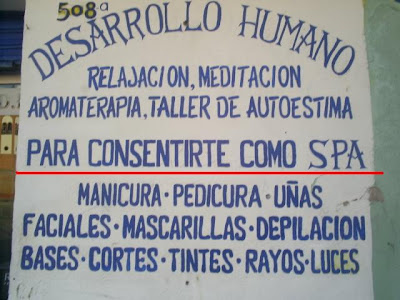 508a
DESARROLLO HUMANO
RELAJACION, MEDITACION
AROMATERAPIA, TALLER DE AUTOESTIMA
PARA CONSENTIRTE COMO SPA
MANICURA · PEDICURA · UÑAS
FACIALES · MASCARILLAS · DEPILACION
BASES · CORTES · TINTES · RAYOS · LUCES